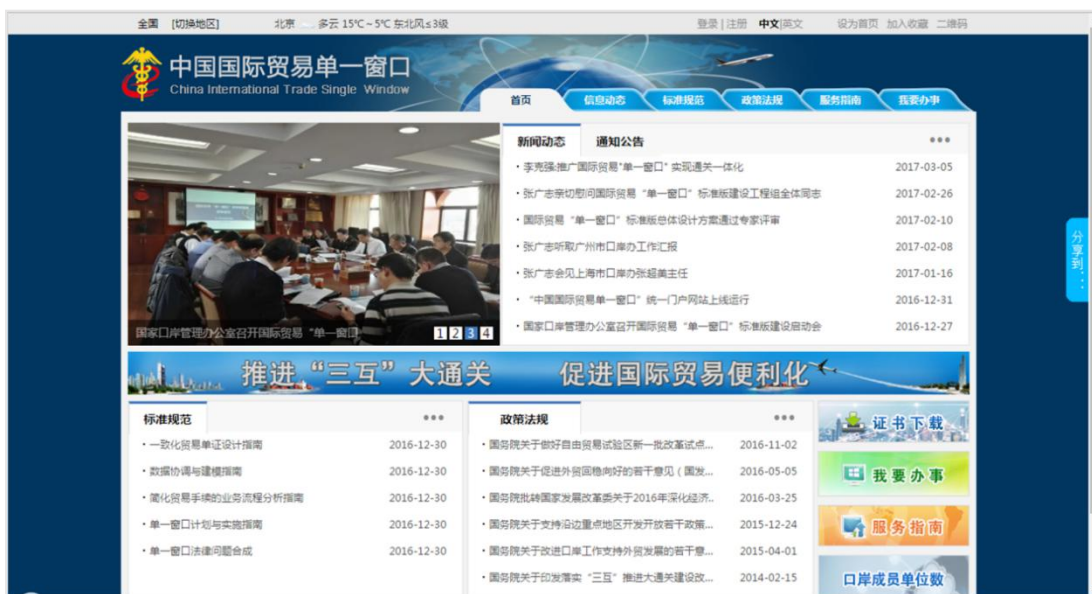 全国 [切换地区] 北京 多云 15℃~5℃ 东北风≤3级 登录 | 注册 中文|英文 设为首页 加入收藏 二维码
中国国际贸易单一窗口
China International Trade Single Window
首页 信息动态 标准规范 政策法规 服务指南 我要办事
新闻动态 通知公告
· 李克强:推广国际贸易"单一窗口" 实现通关一体化 2017-03-05
· 张广志亲切慰问国际贸易“单一窗口”标准版建设工程组全体同志 2017-02-26
· 国际贸易“单一窗口”标准版总体设计方案通过专家评审 2017-02-10
· 张广志听取广州市口岸办工作汇报 2017-02-08
· 张广志会见上海市口岸办张超美主任 2017-01-16
· “中国国际贸易单一窗口”统一门户网站上线运行 2016-12-31
· 国家口岸管理办公室召开国际贸易“单一窗口”标准版建设启动会 2016-12-27
国家口岸管理办公室召开国际贸易“单一窗口 1 2 3 4
分享到:...
推进“三互”大通关 促进国际贸易便利化
标准规范
· 一致化贸易单证设计指南 2016-12-30
· 数据协调与建模指南 2016-12-30
· 简化贸易手续的业务流程分析指南 2016-12-30
· 单一窗口计划与实施指南 2016-12-30
· 单一窗口法律问题合成 2016-12-30
政策法规
· 国务院关于做好自由贸易试验区新一批改革试点... 2016-11-02
· 国务院关于促进外贸回稳向好的若干意见(国发... 2016-05-05
· 国务院批转国家发展改革委关于2016年深化经济.. 2016-03-25
· 国务院关于支持沿边重点地区开发开放若干政策... 2015-12-24
· 国务院关于改进口岸工作支持外贸发展的若干意... 2015-04-01
· 国务院关于印发落实“三互”推进大通关建设改... 2014-02-15
证书下载
我要办事
服务指南
口岸成员单位数